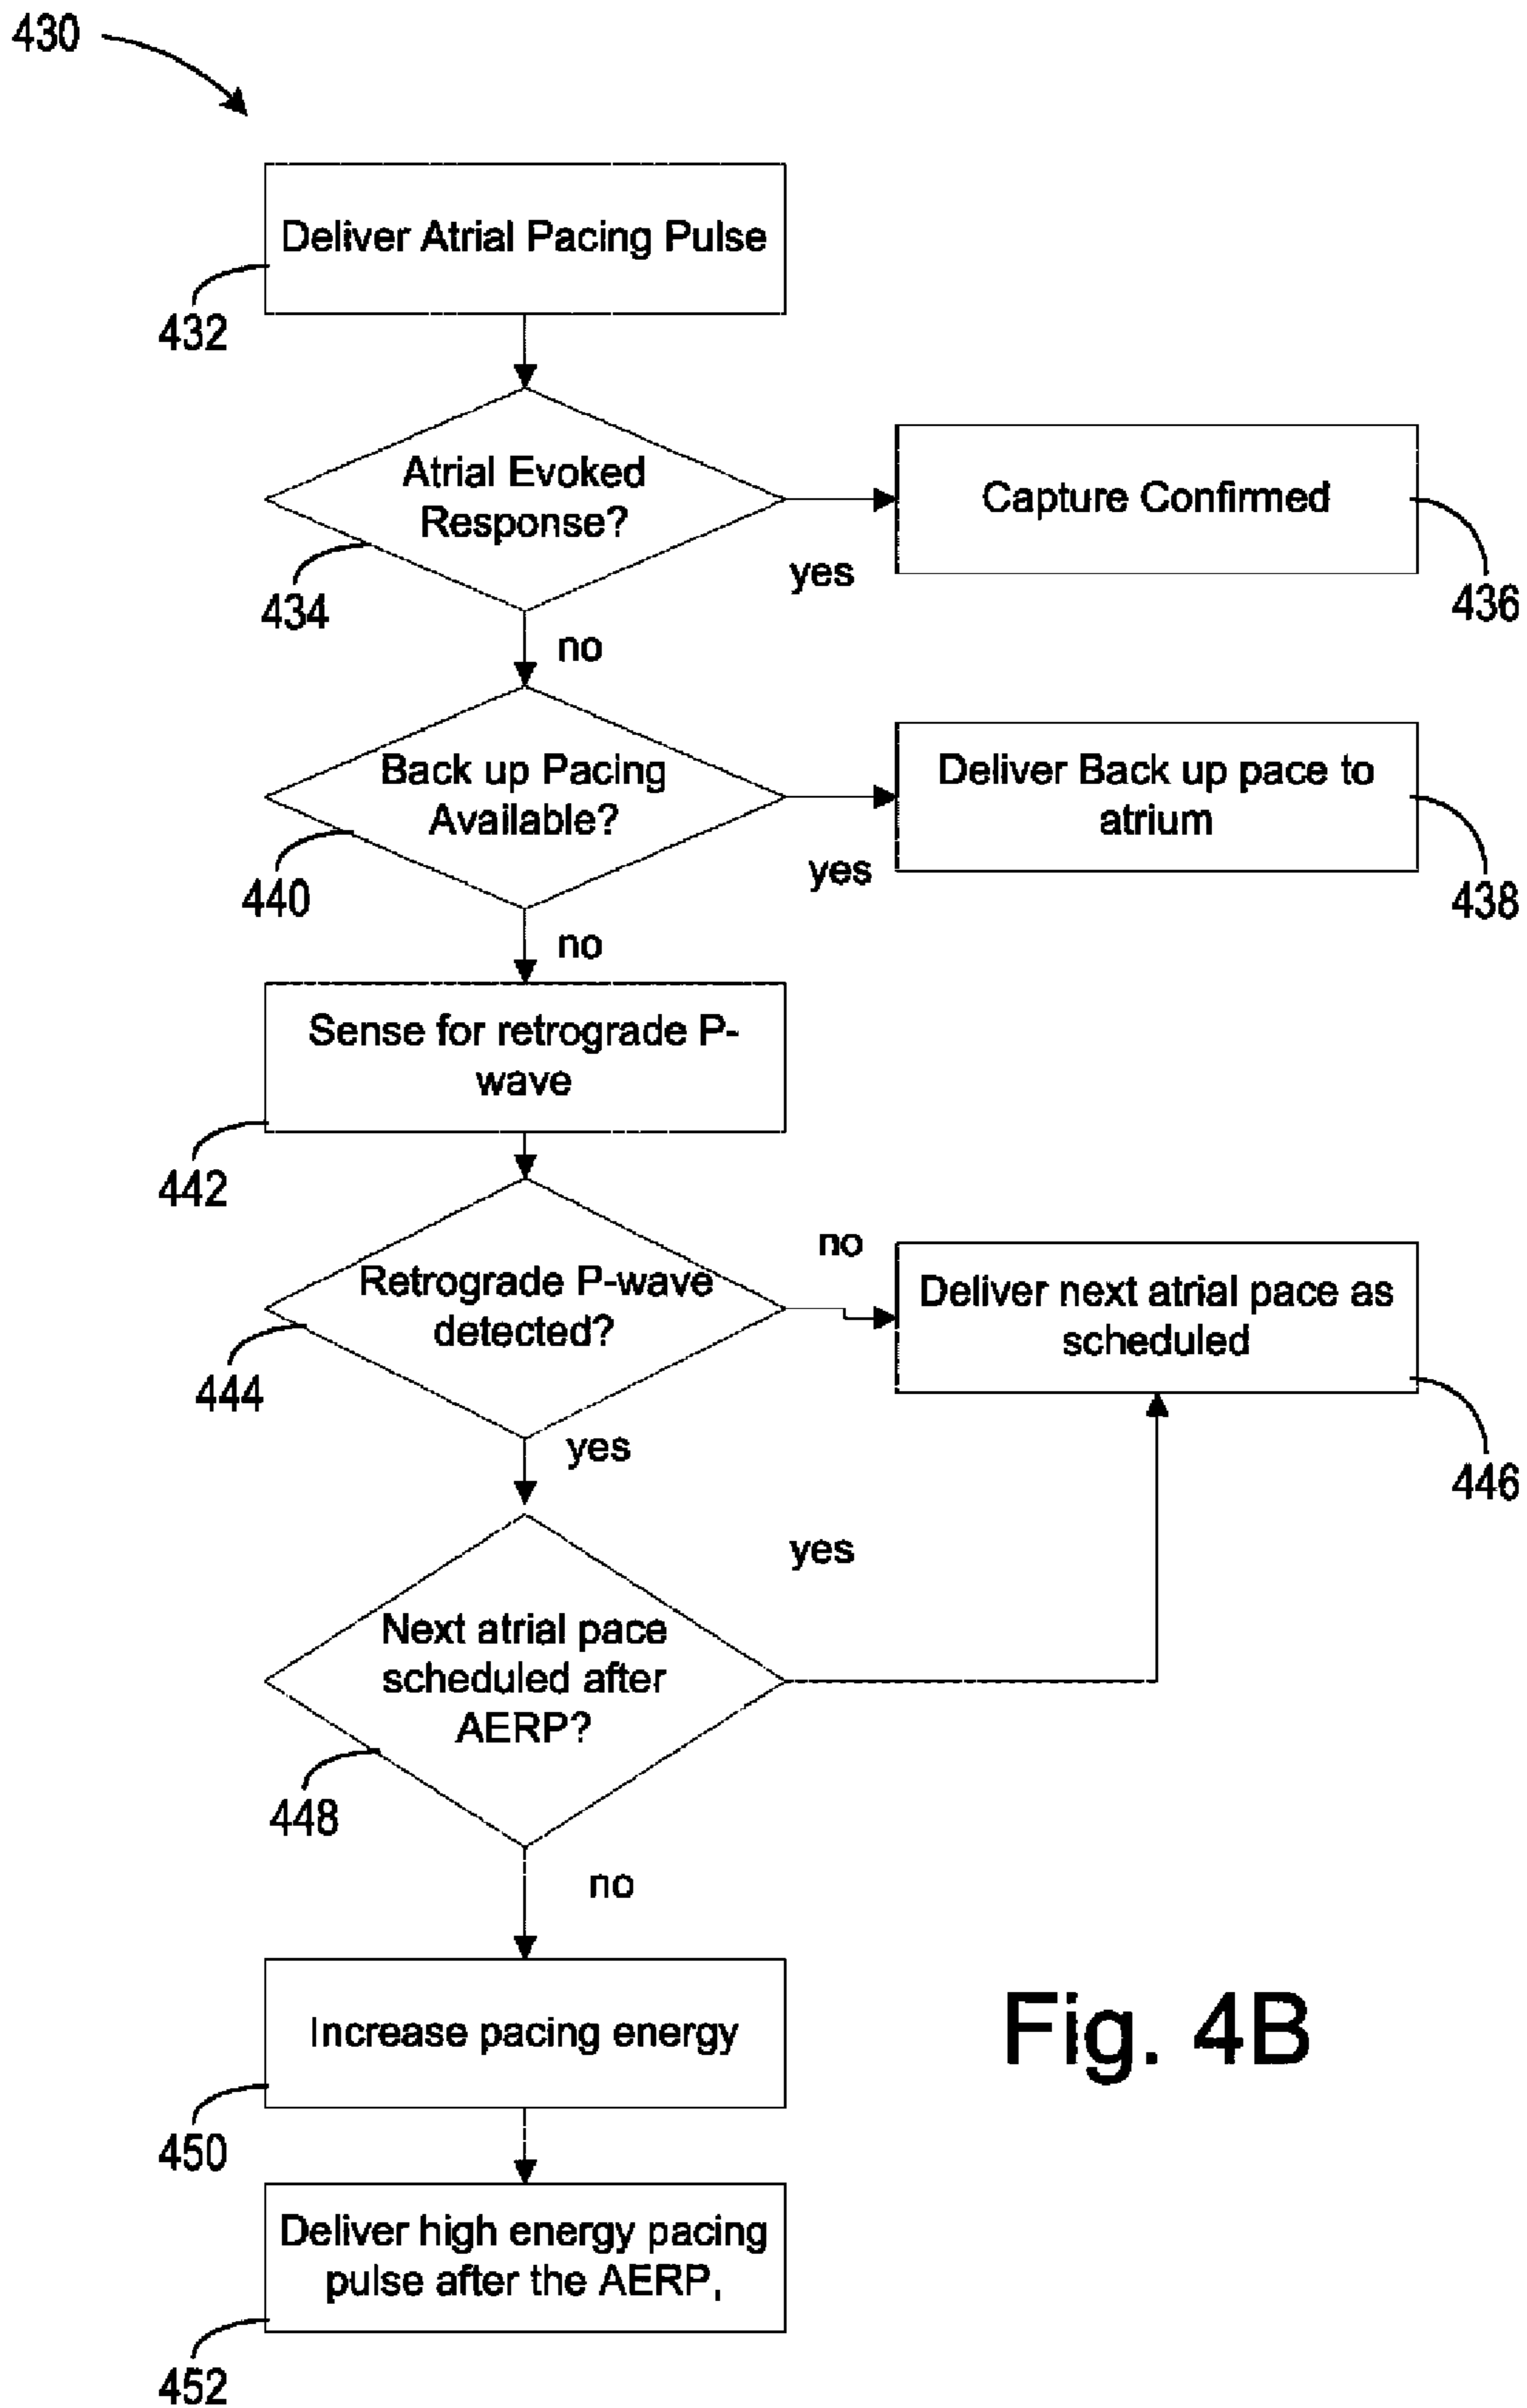 430
Deliver Atrial Pacing Pulse
432
Atrial Evoked
Response?
434
yes
Capture Confirmed
436
no
Back up Pacing
Available?
440
yes
Deliver Back up pace to
atrium
438
no
Sense for retrograde P-
wave
442
Retrograde P-wave
detected?
444
no
Deliver next atrial pace as
scheduled
446
yes
Next atrial pace
scheduled after
AERP?
448
yes
no
Increase pacing energy
450
Deliver high energy pacing
pulse after the AERP,
452
Fig. 4B